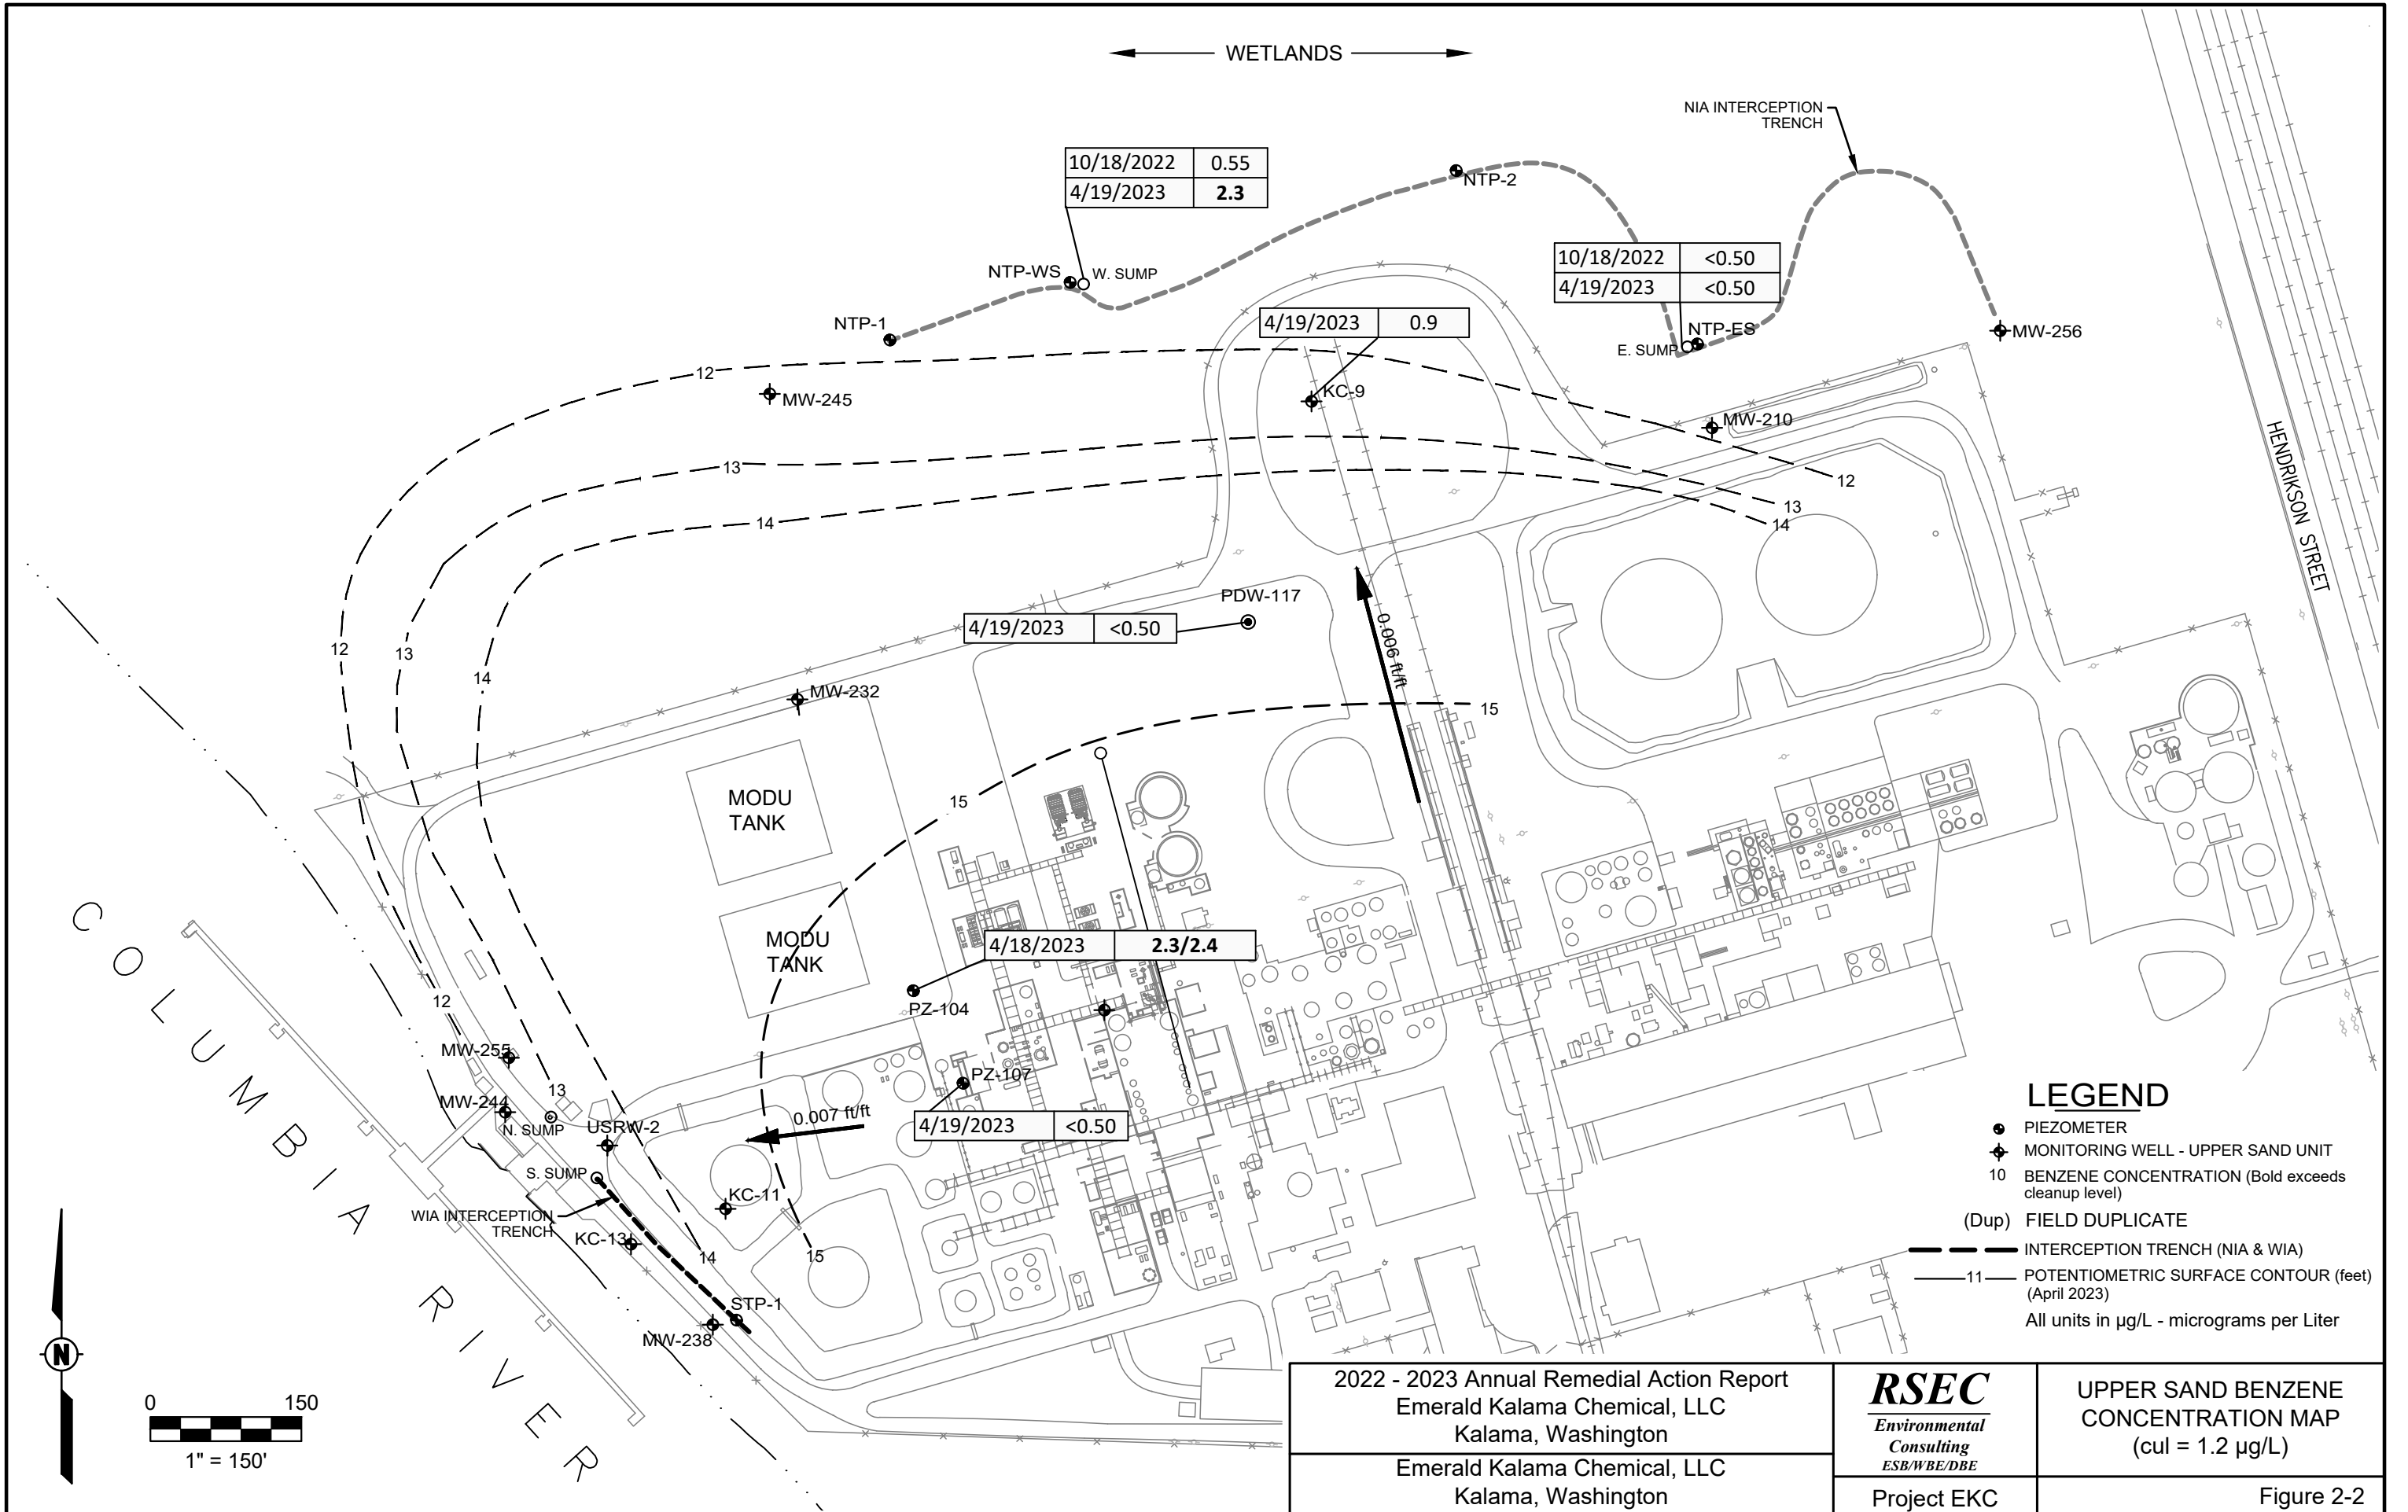 WETLANDS
NIA INTERCEPTION
TRENCH
10/18/2022 0.55
4/19/2023 2.3
NTP-2
NTP-WS
W. SUMP
10/18/2022 <0.50
4/19/2023 <0.50
NTP-1
4/19/2023 0.9
NTP-ES
E. SUMP
MW-256
12
MW-245
KC-9
MW-210
13
12
14
13
14
HENDRIKSON STREET
PDW-117
4/19/2023 <0.50
0.006 ft/ft
12
13
14
MW-232
15
MODU
TANK
15
MODU
TANK
4/18/2023 2.3/2.4
PZ-104
12
MW-255
13
MW-244
N. SUMP
USRW-2
PZ-107
0.007 ft/ft
4/19/2023 <0.50
S. SUMP
KC-11
WIA INTERCEPTION
TRENCH
KC-13
14
15
STP-1
MW-238
COLUMBIA RIVER
N
0 150
1" = 150'
LEGEND
PIEZOMETER
MONITORING WELL - UPPER SAND UNIT
10 BENZENE CONCENTRATION (Bold exceeds
cleanup level)
(Dup) FIELD DUPLICATE
INTERCEPTION TRENCH (NIA & WIA)
11 POTENTIOMETRIC SURFACE CONTOUR (feet)
(April 2023)
All units in µg/L - micrograms per Liter
2022 - 2023 Annual Remedial Action Report
Emerald Kalama Chemical, LLC
Kalama, Washington
Emerald Kalama Chemical, LLC
Kalama, Washington
RSEC
Environmental
Consulting
ESB/WBE/DBE
Project EKC
UPPER SAND BENZENE
CONCENTRATION MAP
(cul = 1.2 µg/L)
Figure 2-2